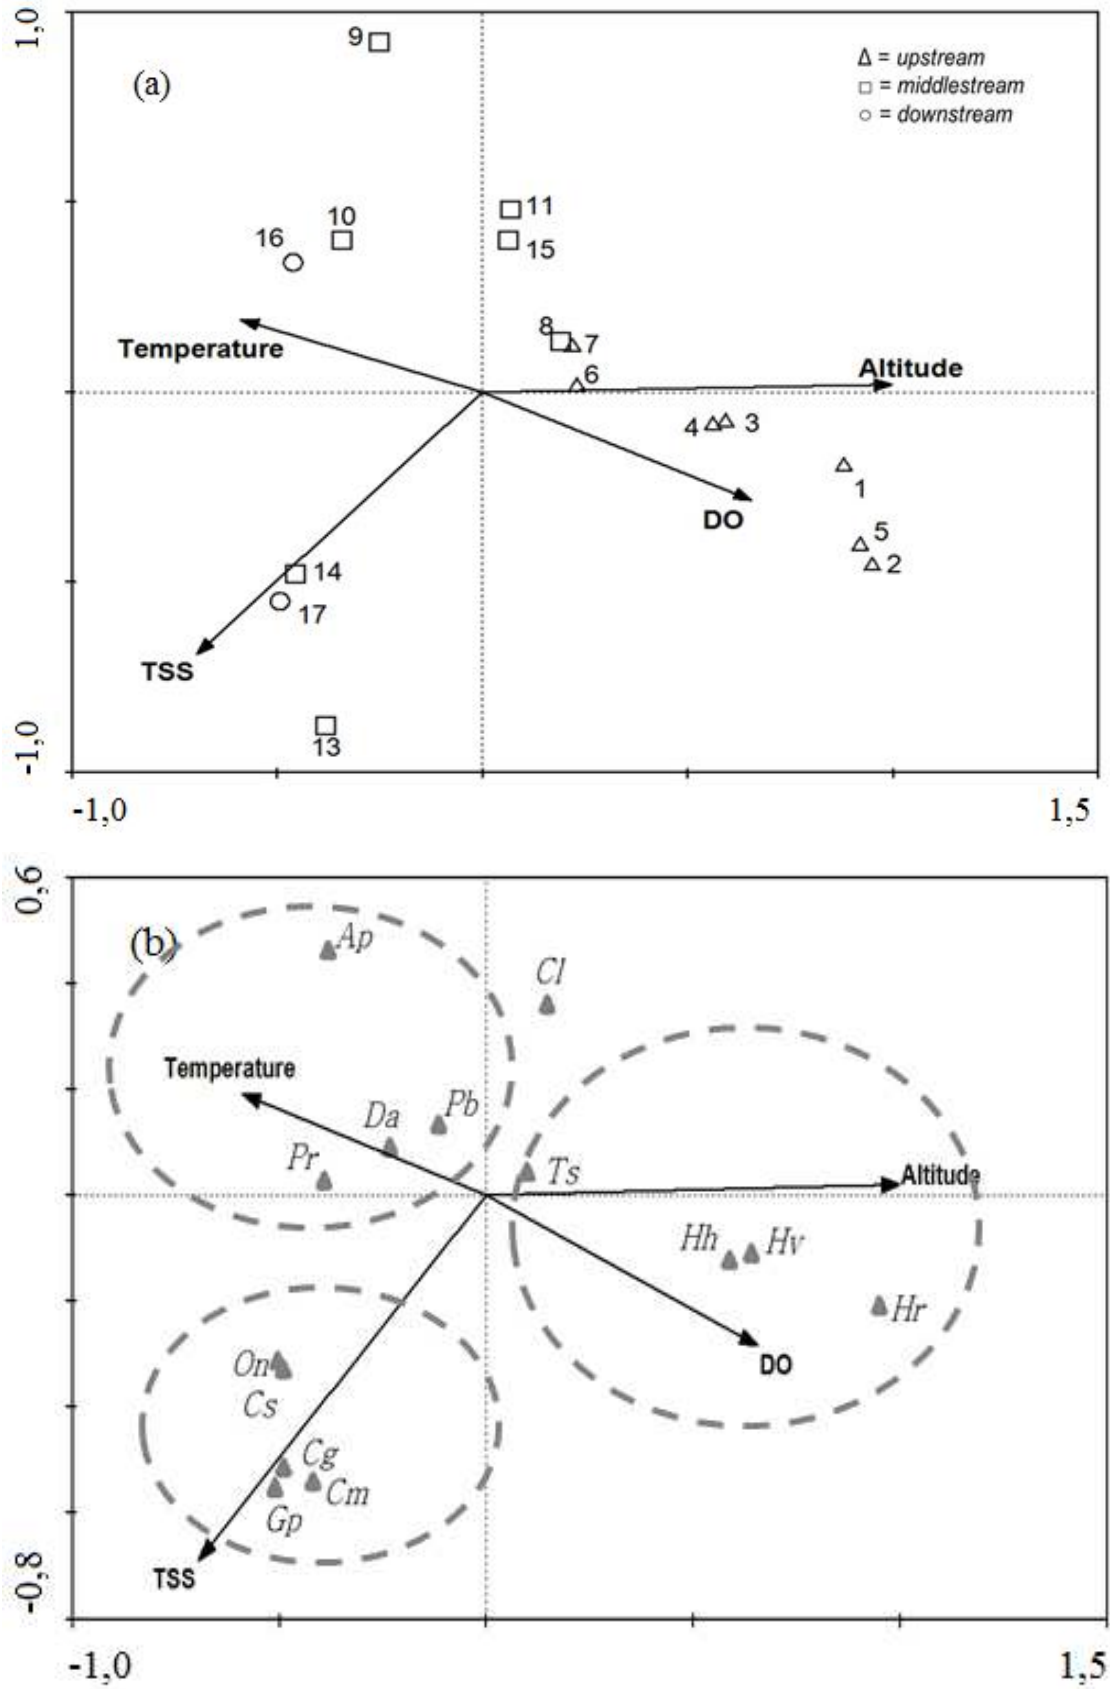 1,0
(a)
9
Δ = upstream
□ = middlestream
○ = downstream
11
10
16
15
8
7
Temperature
6
Altitude
4
3
1
DO
5
2
14
17
TSS
13
-1,0
-1,0
1,5
0,6
(b)
Ap
Cl
Temperature
Da
Pb
Pr
Ts
Altitude
Hh
Hv
Hr
DO
On
Cs
Cg
Cm
Gp
TSS
-0,8
-1,0
1,5